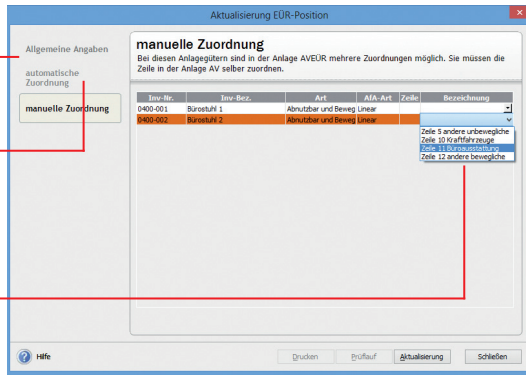 Aktualisierung EÜR-Position
Allgemeine Angaben
automatische
Zuordnung
manuelle Zuordnung
manuelle Zuordnung
Bei diesen Anlagegütern sind in der Anlage AVEÜR mehrere Zuordnungen möglich. Sie müssen die
Zeile in der Anlage AV selber zuordnen.
Inv-Nr. Inv-Bez. Art AfA-Art Zeile Bezeichnung
0400-001 Bürostuhl 1 Abnutzbar und Beweg Linear
0400-002 Bürostuhl 2 Abnutzbar und Beweg Linear
Zeile 5 andere unbewegliche
Zeile 10 Kraftfahrzeuge
Zeile 11 Büroausstattung
Zeile 12 andere bewegliche
Hilfe Drucken Prüflauf Aktualisierung Schließen